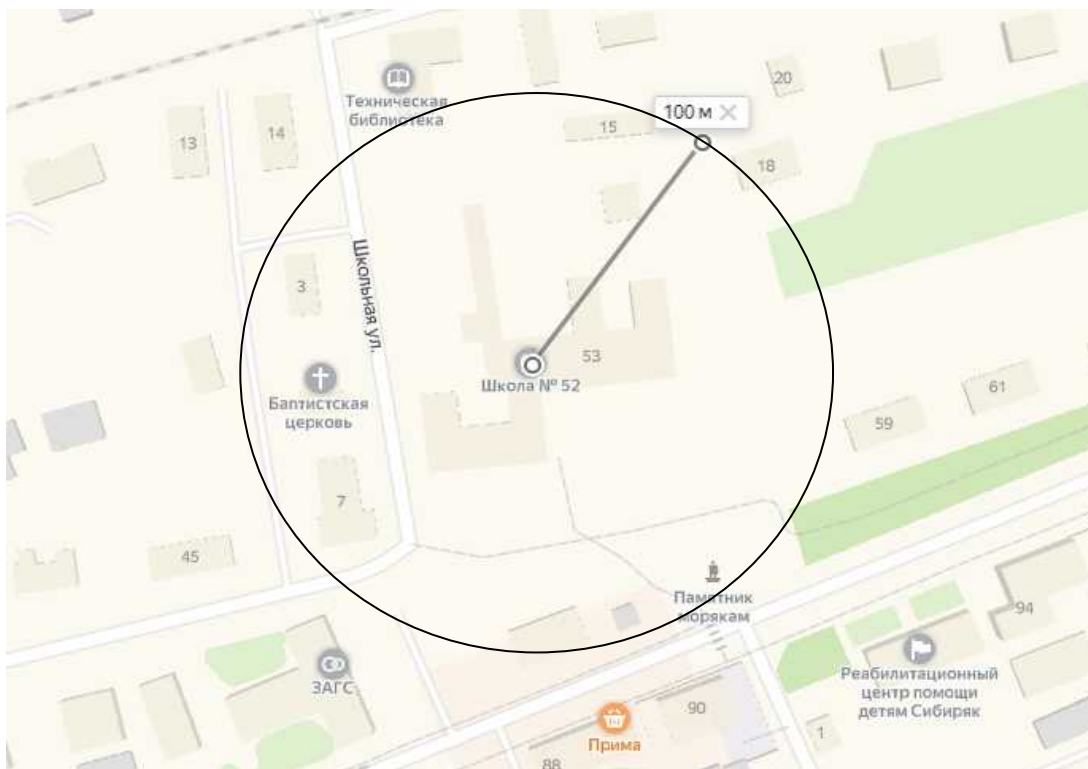 20
Техническая
библиотека
100 м
15
14
13
18
Школьная ул.
3
53
Школа № 52
Баптистская
церковь
61
59
7
45
Памятник
морякам
94
ЗАГС
Реабилитационный
центр помощи
детям Сибиряк
90
Прима
1
88